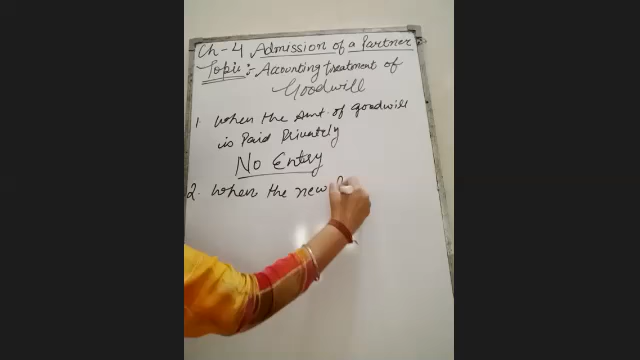 Ch-4 Admission of a Partner
Topic:- Accounting treatment of
Goodwill
1. When the Amt. of goodwill
is Paid Privately
No Entry
2. When the new